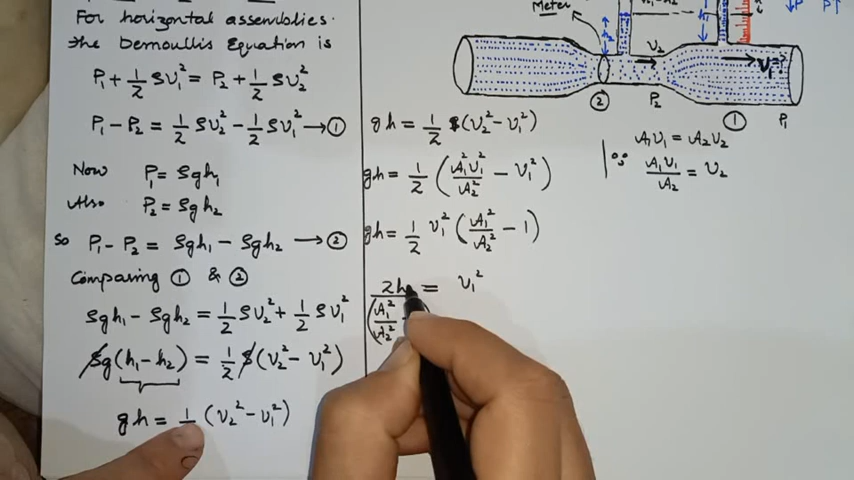 For horizontal assemblies.
the Bernoullis Equation is
P₁ + 1/2 ρv₁² = P₂ + 1/2 ρv₂²
P₁ - P₂ = 1/2 ρv₂² - 1/2 ρv₁² → ①
Now P₁ = ρgh₁
Also P₂ = ρgh₂
So P₁ - P₂ = ρgh₁ - ρgh₂ → ②
Comparing ① & ②
ρgh₁ - ρgh₂ = 1/2 ρv₂² + 1/2 ρv₁²
ρg(h₁ - h₂) = 1/2 ρ(v₂² - v₁²)
gh = 1/2 (v₂² - v₁²)
gh = 1/2 (v₂² - v₁²)
gh = 1/2 (A₁²v₁²/A₂² - v₁²)
gh = 1/2 v₁² (A₁²/A₂² - 1)
2h = v₁²
(A₁²/A₂² -
Meter
v₂
v₁
P₂
②
①
P₁
↓P P↑
A₁v₁ = A₂v₂
∵ A₁v₁/A₂ = v₂